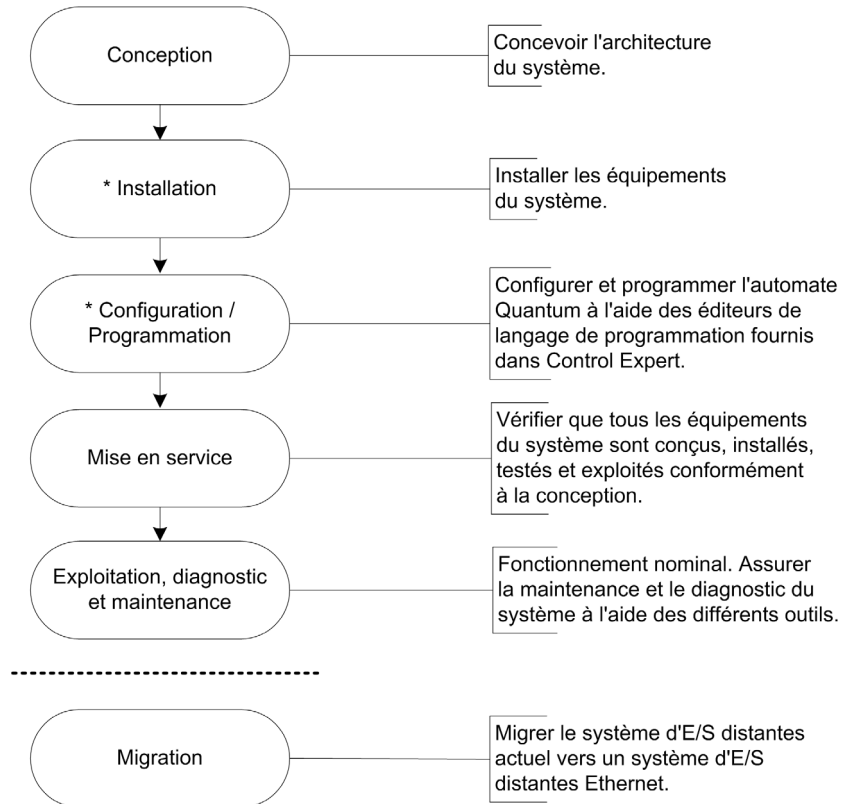 Conception
Concevoir l'architecture
du système.
* Installation
Installer les équipements
du système.
* Configuration /
Programmation
Configurer et programmer l'automate
Quantum à l'aide des éditeurs de
langage de programmation fournis
dans Control Expert.
Mise en service
Vérifier que tous les équipements
du système sont conçus, installés,
testés et exploités conformément
à la conception.
Exploitation, diagnostic
et maintenance
Fonctionnement nominal. Assurer
la maintenance et le diagnostic du
système à l'aide des différents outils.
Migration
Migrer le système d'E/S distantes
actuel vers un système d'E/S
distantes Ethernet.